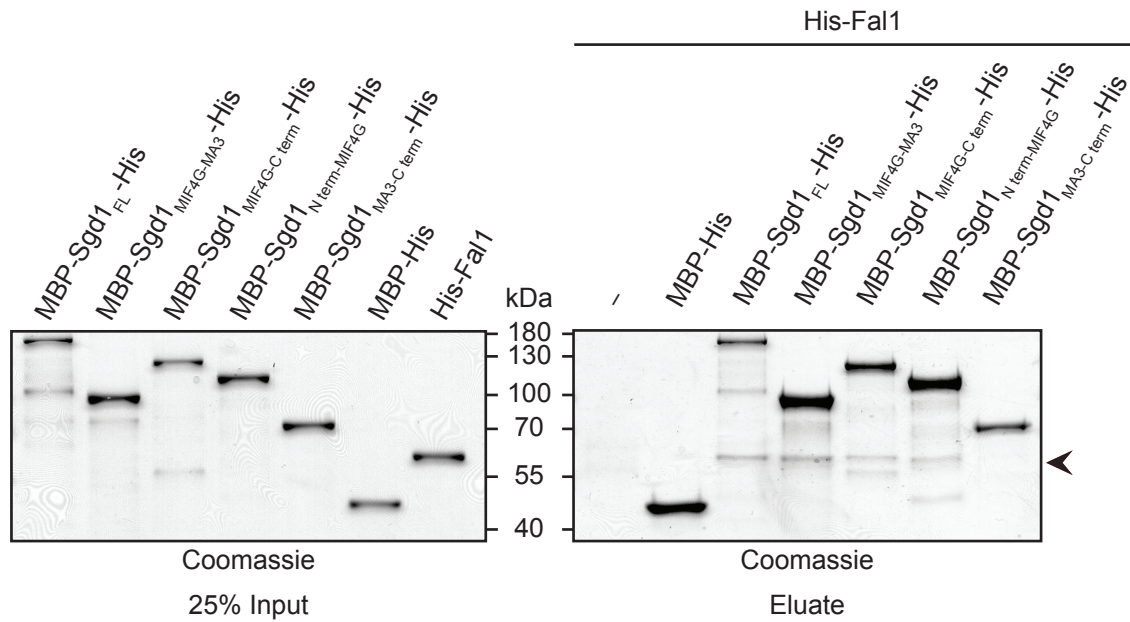 His-Fal1
MBP-Sgd1FL-His
MBP-Sgd1MIF4G-MA3-His
MBP-Sgd1MIF4G-C term-His
MBP-Sgd1N term-MIF4G-His
MBP-Sgd1MA3-C term-His
MBP-His
His-Fal1
kDa
-
MBP-His
MBP-Sgd1FL-His
MBP-Sgd1MIF4G-MA3-His
MBP-Sgd1MIF4G-C term-His
MBP-Sgd1N term-MIF4G-His
MBP-Sgd1MA3-C term-His
180
130
100
70
55
40
Coomassie
25% Input
Coomassie
Eluate